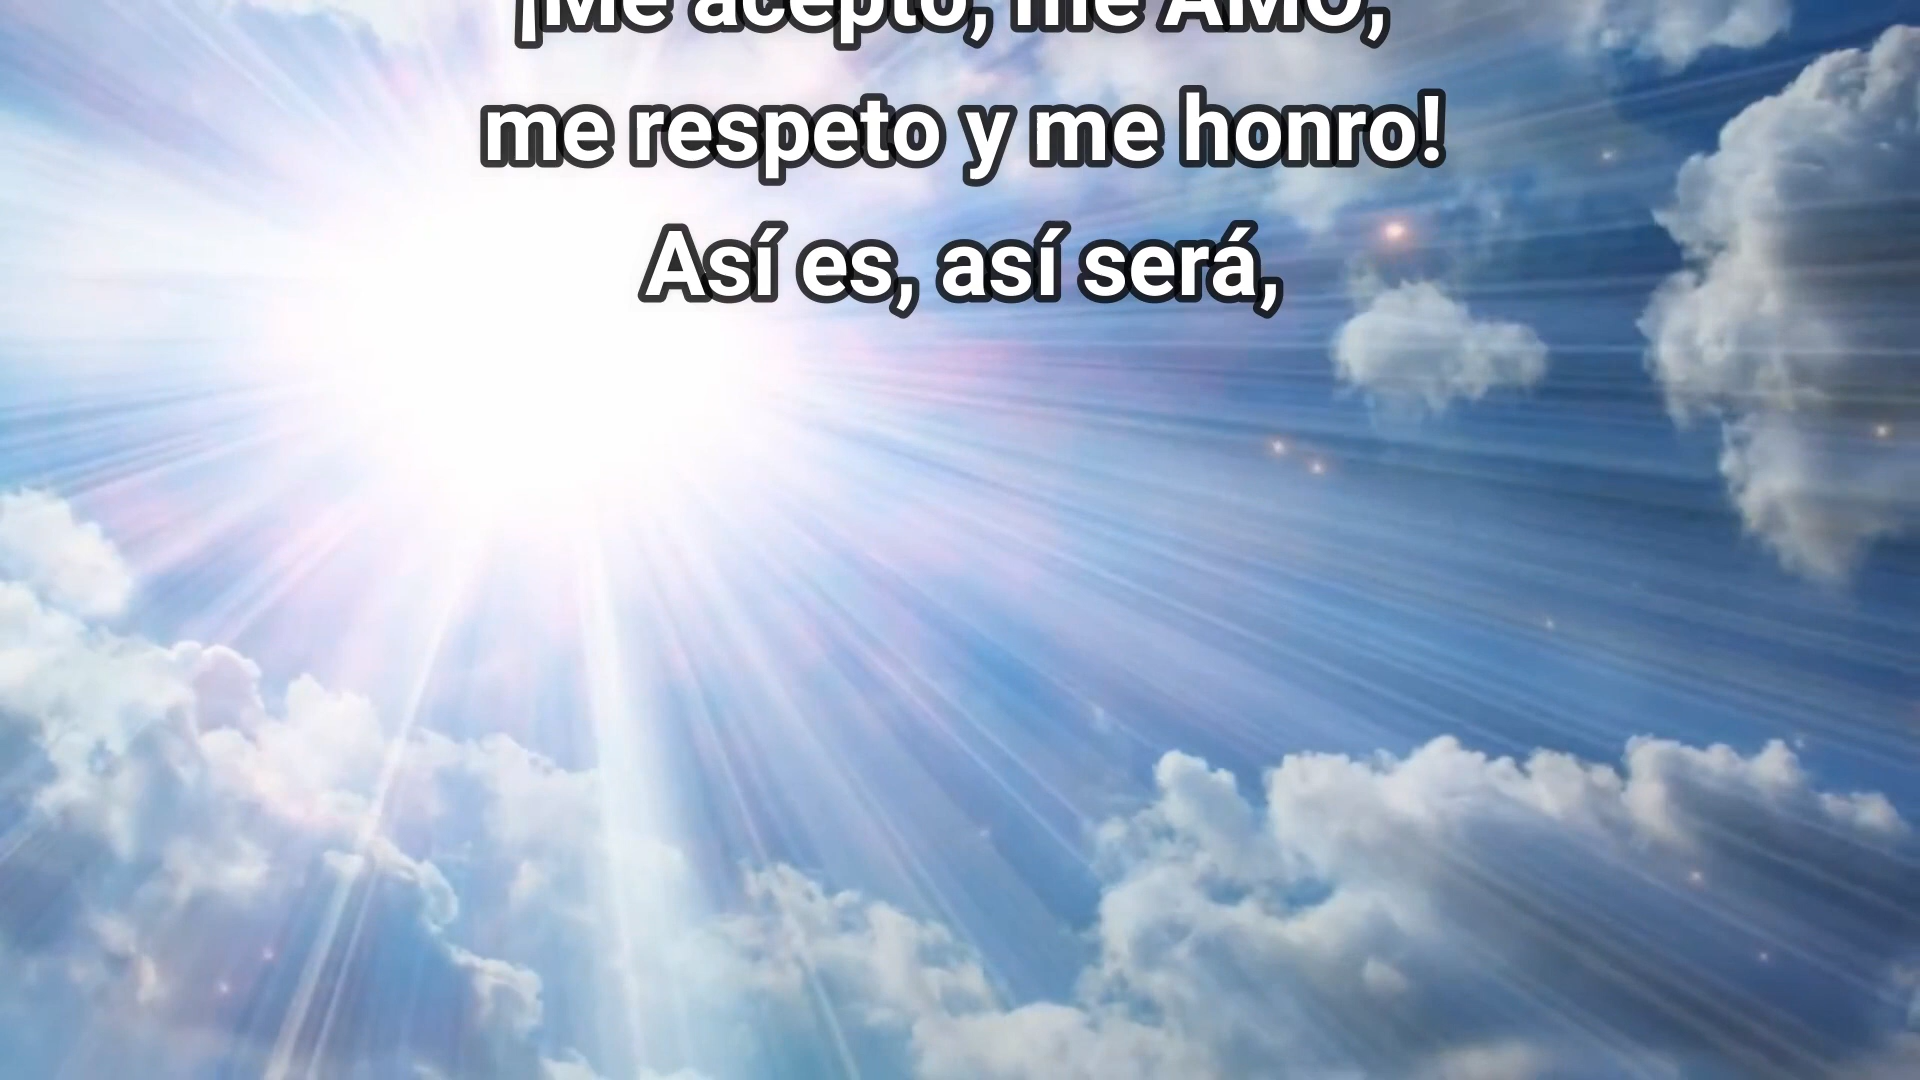 ¡Me acepto, me AMO,
me respeto y me honro!
Así es, así será,